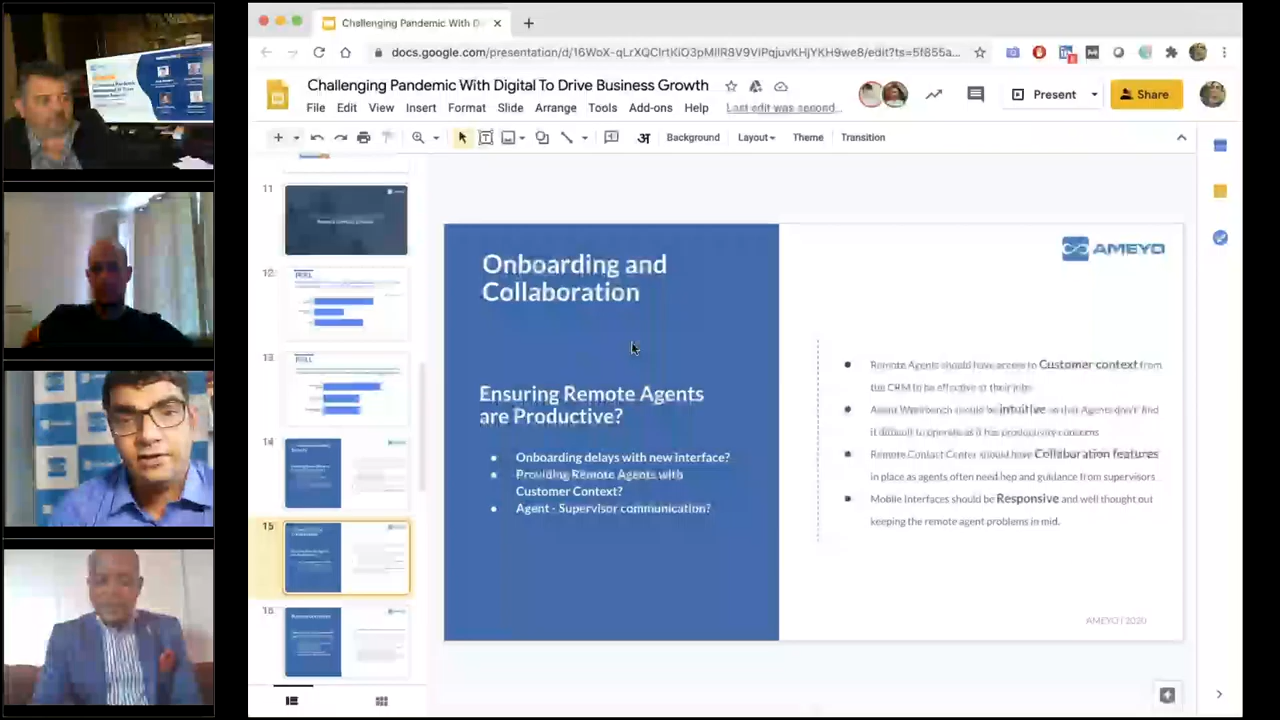 Challenging Pandemic With D
docs.google.com/presentation/d/
Challenging Pandemic With Digital to Drive Business Growth
File Edit View Insert Format Slide Arrange Tools Add-ons Help Last edit was second...
Present
Share
Background Layout Theme Transition
11
12
POLL
13
POLL
14
15
16
Onboarding and
Collaboration
Ensuring Remote Agents
are Productive?
Onboarding delays with new interface?
Providing Remote Agents with
Customer Context?
Agent - Supervisor communication?
AMEYO
Remote Agents should have access to Customer context from
the CRM to be effective at their jobs
Agent Workbench should be intuitive so that Agents don't find
it difficult to operate as it has productivity concerns
Remote Contact Center should have Collaboration features
in place as agents often need hep and guidance from supervisors
Mobile Interfaces should be Responsive and well thought out
keeping the remote agent problems in mid.
AMEYO | 2020